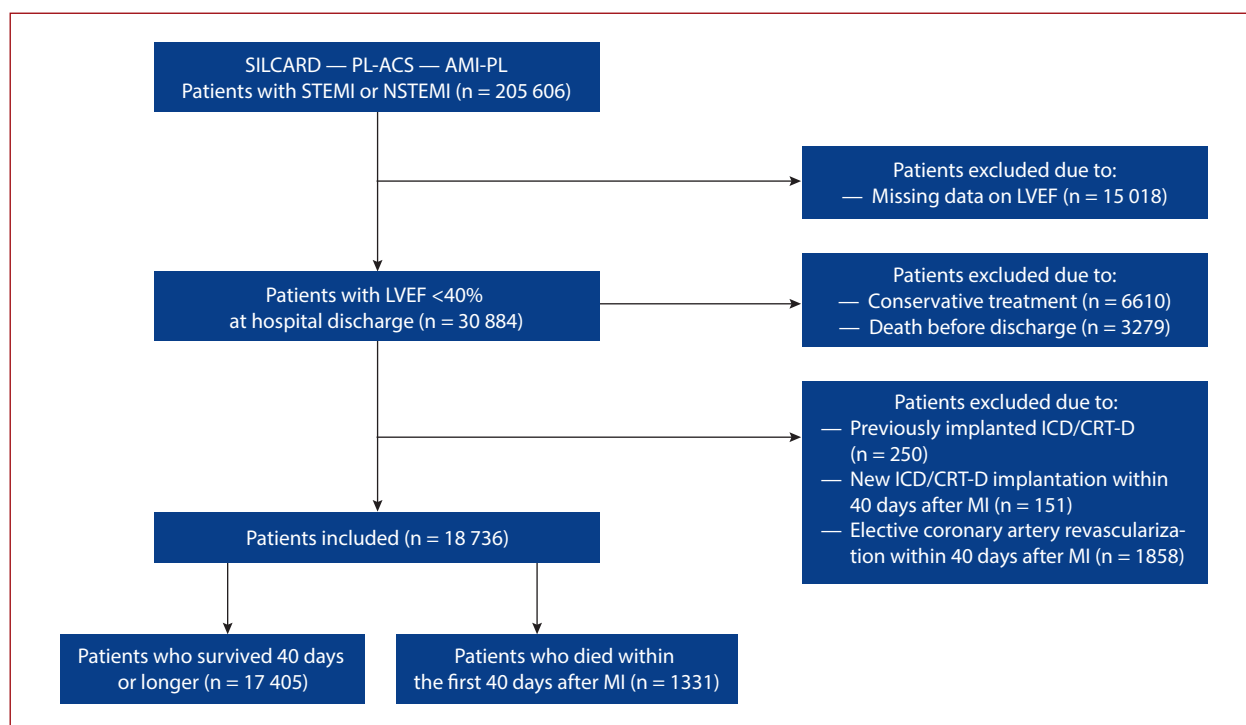 SILCARD — PL-ACS — AMI-PL
Patients with STEMI or NSTEMI (n = 205 606)
Patients excluded due to:
— Missing data on LVEF (n = 15 018)
Patients with LVEF <40%
at hospital discharge (n = 30 884)
Patients excluded due to:
— Conservative treatment (n = 6610)
— Death before discharge (n = 3279)
Patients excluded due to:
— Previously implanted ICD/CRT-D
(n = 250)
— New ICD/CRT-D implantation within
40 days after MI (n = 151)
— Elective coronary artery revasculariza-
tion within 40 days after MI (n = 1858)
Patients included (n = 18 736)
Patients who survived 40 days
or longer (n = 17 405)
Patients who died within
the first 40 days after MI (n = 1331)